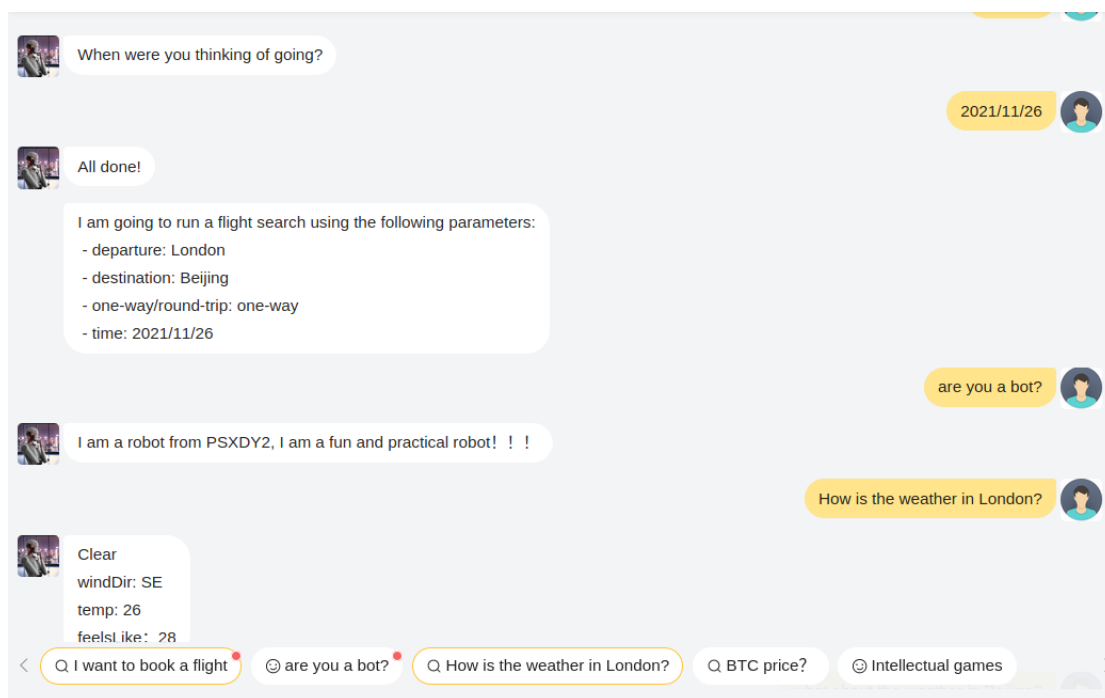 When were you thinking of going?
2021/11/26
All done!
I am going to run a flight search using the following parameters:
- departure: London
- destination: Beijing
- one-way/round-trip: one-way
- time: 2021/11/26
are you a bot?
I am a robot from PSXDY2, I am a fun and practical robot！！！
How is the weather in London?
Clear
windDir: SE
temp: 26
feelsLike：28
I want to book a flight
are you a bot?
How is the weather in London?
BTC price？
Intellectual games